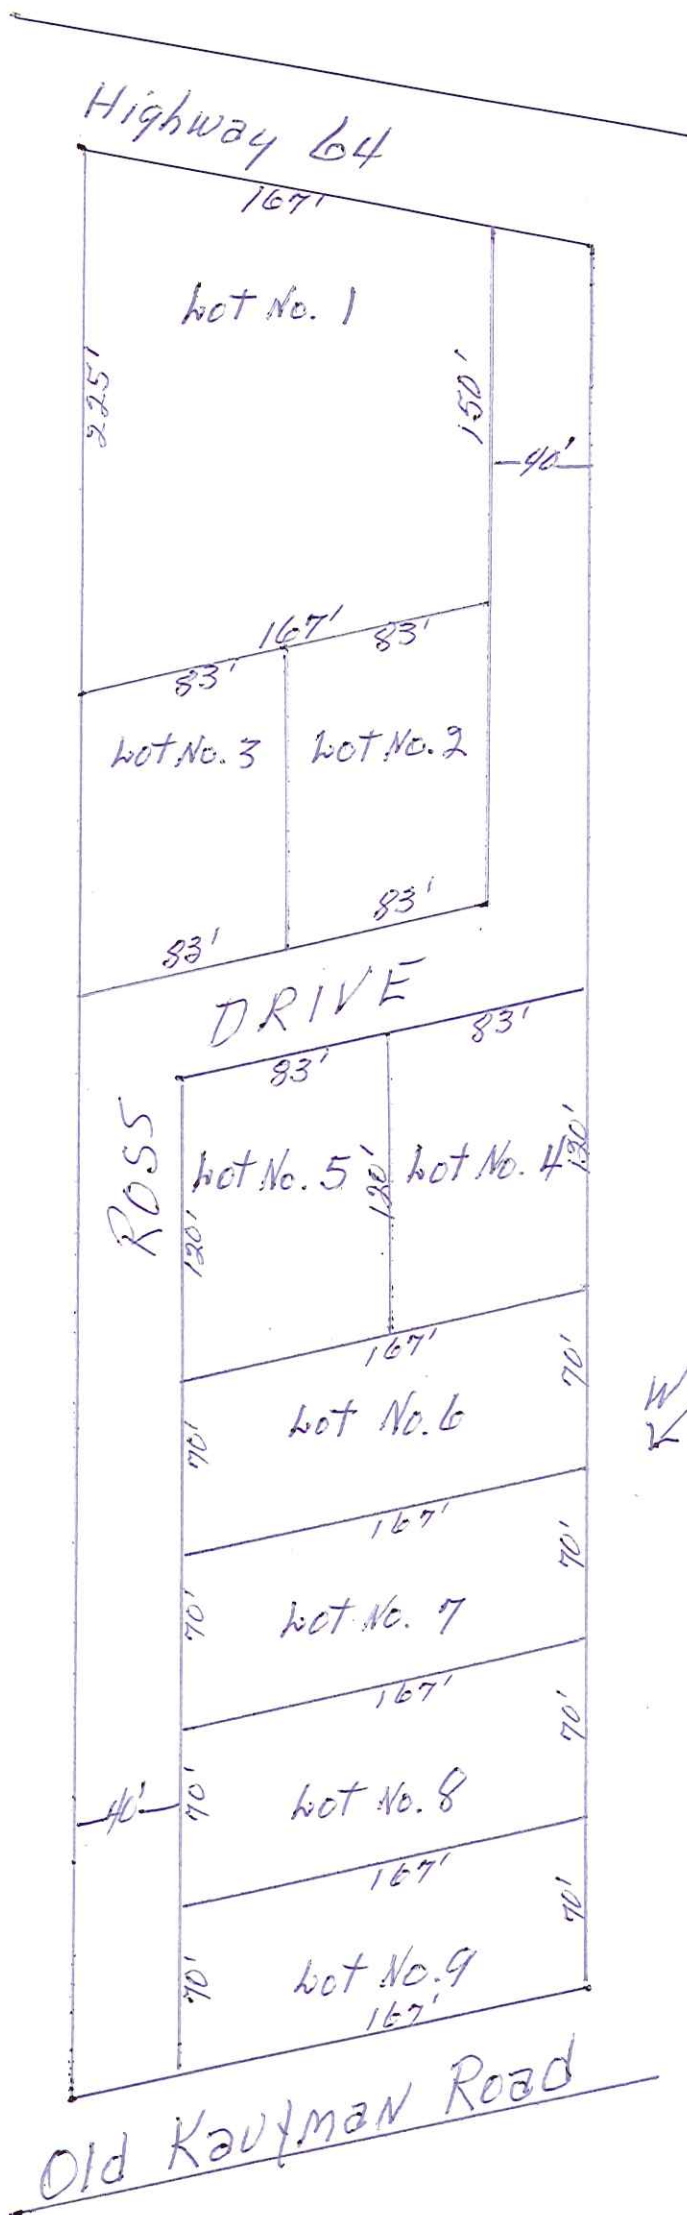 Highway 64
167'
Lot No. 1
225'
150'
40'
167'
83'
83'
Lot No. 3
Lot No. 2
83'
83'
DRIVE
83'
83'
ROSS
Lot No. 5
120'
Lot No. 4
120'
120'
167'
70'
Lot No. 6
70'
W
167'
70'
Lot No. 7
70'
167'
70'
Lot No. 8
70'
40'
167'
70'
Lot No. 9
70'
167'
Old Kaufman Road